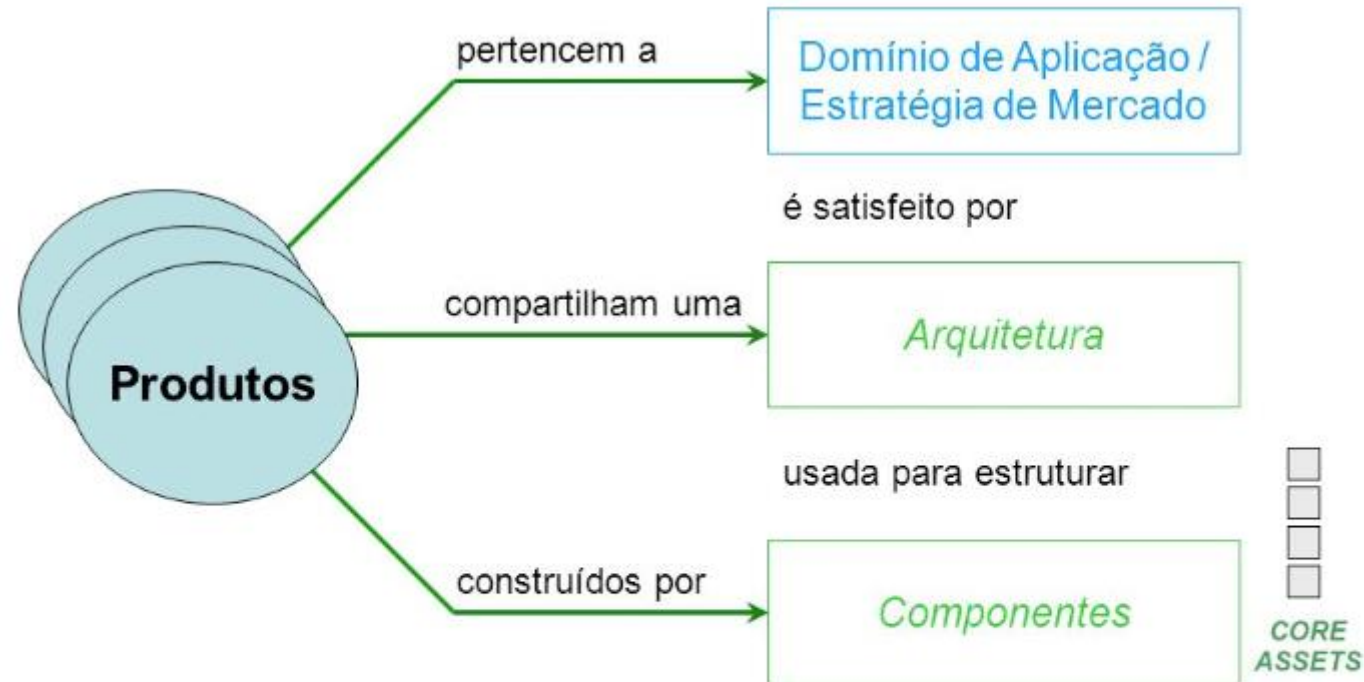 pertencem a
Domínio de Aplicação /
Estratégia de Mercado
é satisfeito por
compartilham uma
Arquitetura
Produtos
usada para estruturar
construídos por
Componentes
CORE
ASSETS